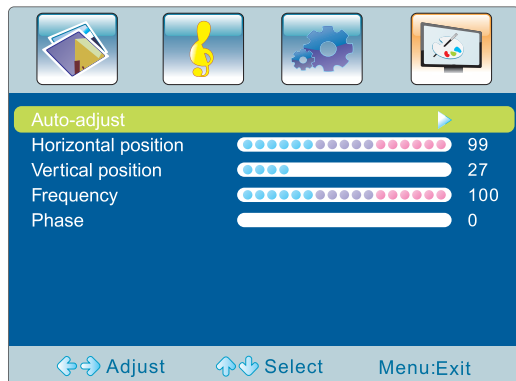 Auto-adjust
Horizontal position 99
Vertical position 27
Frequency 100
Phase 0
Adjust Select Menu:Exit